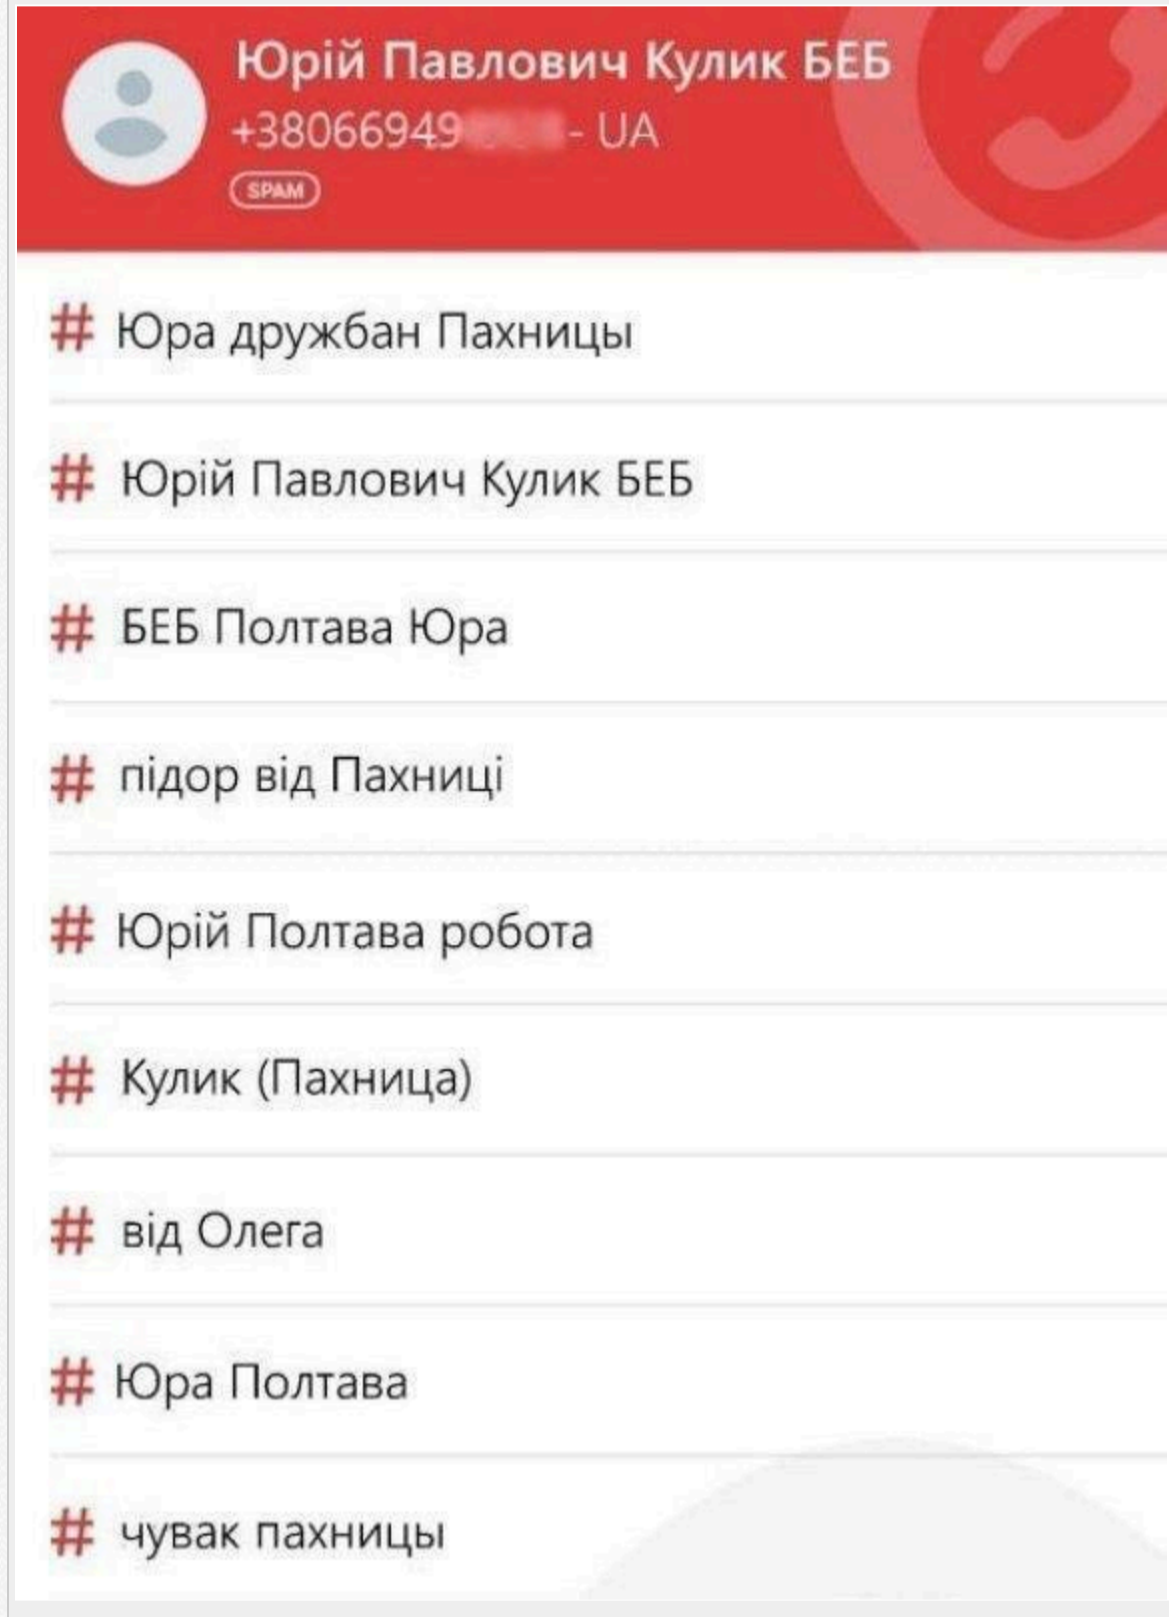 Юрій Павлович Кулик БЕБ
+38066949 - UA
SPAM
# Юра дружбан Пахницы
# Юрій Павлович Кулик БЕБ
# БЕБ Полтава Юра
# підор від Пахниці
# Юрій Полтава робота
# Кулик (Пахница)
# від Олега
# Юра Полтава
# чувак пахницы